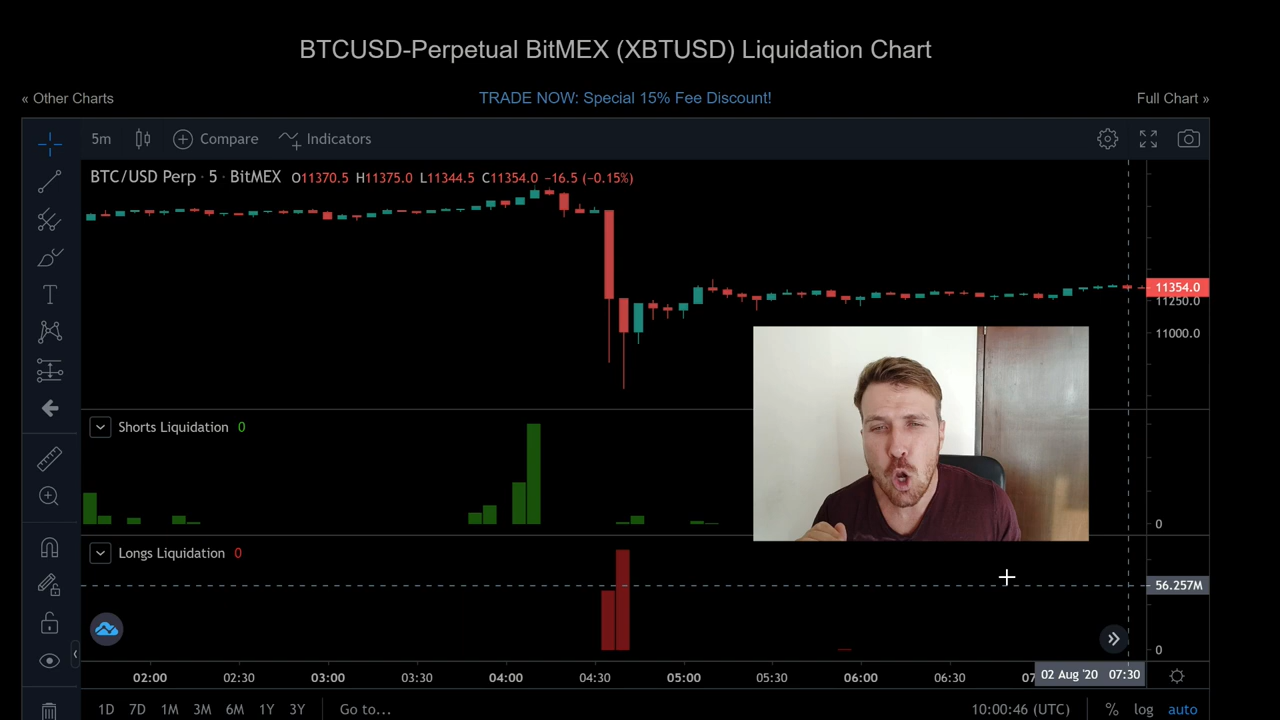 BTCUSD-Perpetual BitMEX (XBTUSD) Liquidation Chart
« Other Charts
TRADE NOW: Special 15% Fee Discount!
Full Chart »
5m
Compare
Indicators
BTC/USD Perp · 5 · BitMEX O11370.5 H11375.0 L11344.5 C11354.0 −16.5 (−0.15%)
11354.0
11250.0
11000.0
Shorts Liquidation 0
0
Longs Liquidation 0
56.257M
0
02:00 02:30 03:00 03:30 04:00 04:30 05:00 05:30 06:00 06:30 02 Aug '20 07:30
1D 7D 1M 3M 6M 1Y 3Y Go to... 10:00:46 (UTC) % log auto